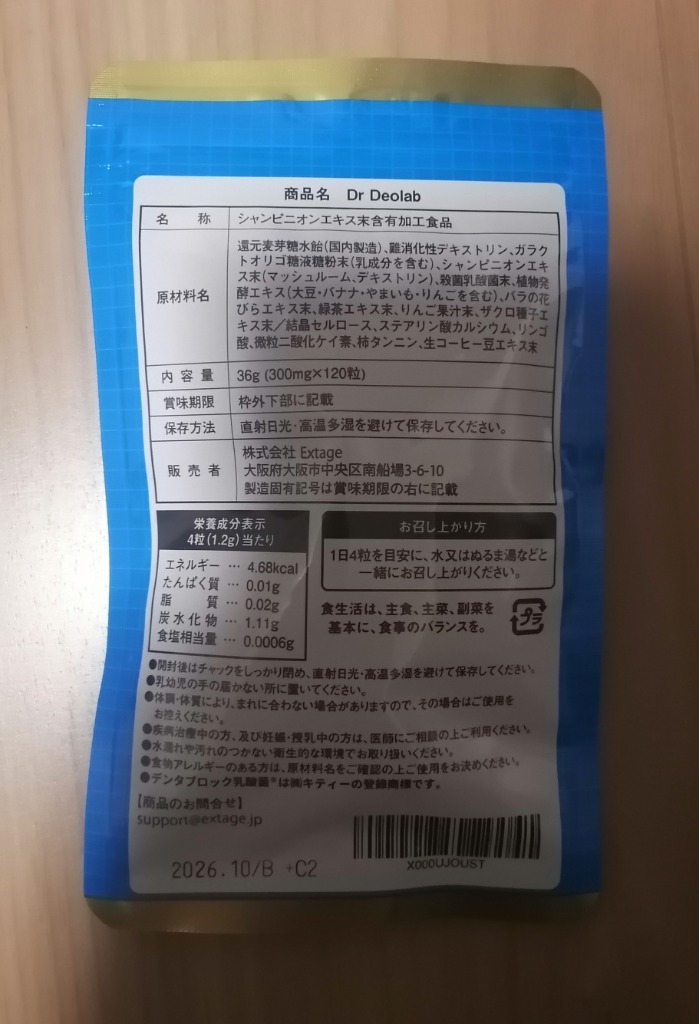 商品名 Dr Deolab
名 称 シャンピニオンエキス末含有加工食品
原材料名
還元麦芽糖水飴(国内製造)、難消化性デキストリン、ガラク
トオリゴ糖液糖粉末(乳成分を含む)、シャンピニオンエキ
ス末(マッシュルーム、デキストリン)、殺菌乳酸菌末、植物発
酵エキス(大豆・バナナ・やまいも・りんごを含む)、バラの花
びらエキス末、緑茶エキス末、りんご果汁末、ザクロ種子エ
キス末/結晶セルロース、ステアリン酸カルシウム、リンゴ
酸、微粒二酸化ケイ素、柿タンニン、生コーヒー豆エキス末
内 容 量 36g (300mg×120粒)
賞味期限 枠外下部に記載
保存方法 直射日光・高温多湿を避けて保存してください。
販 売 者
株式会社 Extage
大阪府大阪市中央区南船場3-6-10
製造固有記号は賞味期限の右に記載
栄養成分表示
4粒(1.2g)当たり
エネルギー … 4.68kcal
たんぱく質 … 0.01g
脂 質 … 0.02g
炭水化物 … 1.11g
食塩相当量 … 0.0006g
お召し上がり方
1日4粒を目安に、水又はぬるま湯などと
一緒にお召し上がりください。
食生活は、主食、主菜、副菜を
基本に、食事のバランスを。
プラ
●開封後はチャックをしっかり閉め、直射日光・高温多湿を避けて保存してください。
●乳幼児の手の届かない所に置いてください。
●体調・体質により、まれに合わない場合がありますので、その場合はご使用を
お控えください。
●疾病治療中の方、及び妊娠・授乳中の方は、医師にご相談の上ご利用ください。
●水濡れや汚れのつかない衛生的な環境でお取り扱いください。
●食物アレルギーのある方は、原材料名をご確認の上ご使用をお決めください。
●デンタブロック乳酸菌®は㈱キティーの登録商標です。
【商品のお問合せ】
support@extage.jp
X000UJOUST
2026.10/B +C2